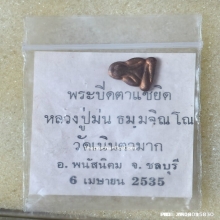 พระปิดตาแซยิด
หลวงปู่ม่น ธมฺมจิณฺโณ
วัดเนินตามาก
อ. พนัสนิคม จ. ชลบุรี
6 เมษายน 2535